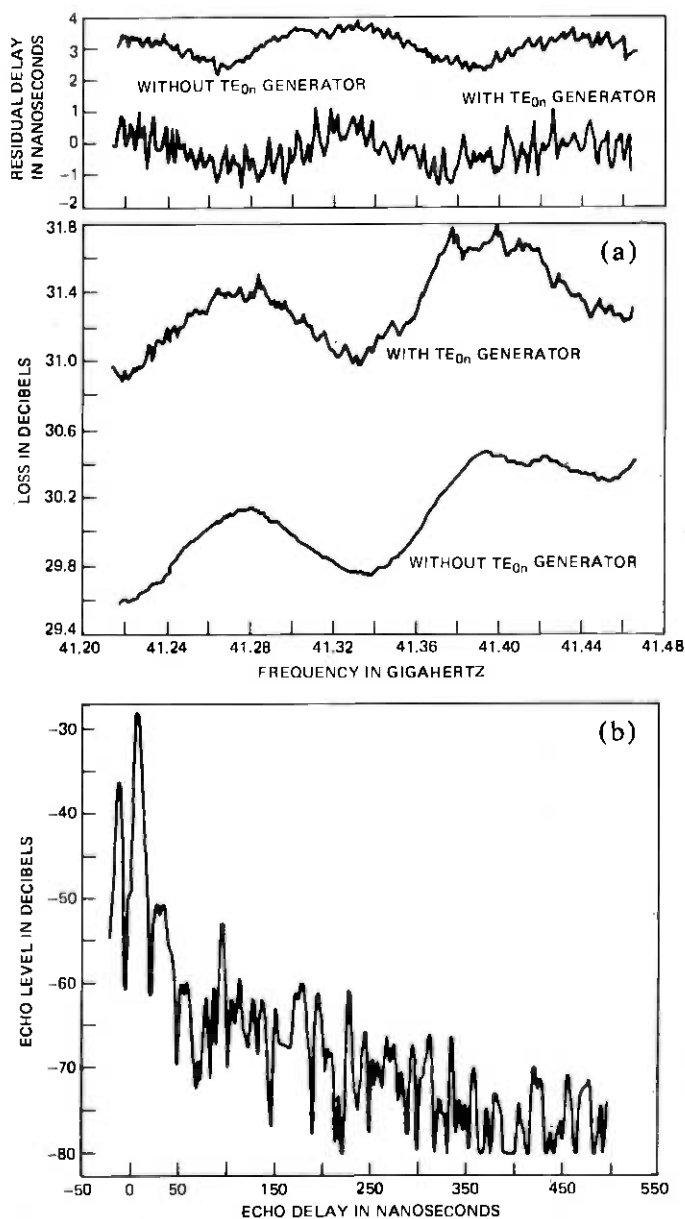 RESIDUAL DELAY
IN NANOSECONDS
4
3
2
1
0
-1
-2
WITHOUT TE0n GENERATOR
WITH TE0n GENERATOR
(a)
LOSS IN DECIBELS
31.8
31.4
31.0
30.6
30.2
29.8
29.4
WITH TE0n GENERATOR
WITHOUT TE0n GENERATOR
41.20 41.24 41.28 41.32 41.36 41.40 41.44 41.48
FREQUENCY IN GIGAHERTZ
(b)
ECHO LEVEL IN DECIBELS
-30
-40
-50
-60
-70
-80
-50 0 50 150 250 350 450 550
ECHO DELAY IN NANOSECONDS